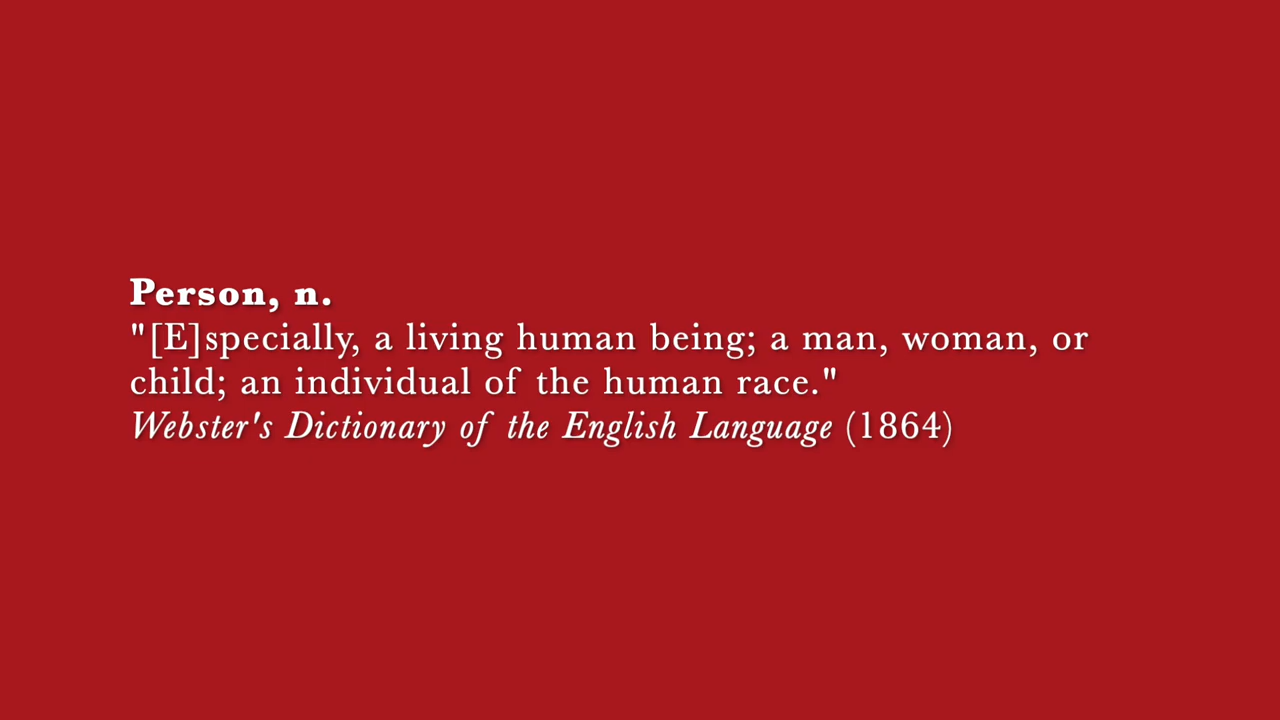 Person, n.
"[E]specially, a living human being; a man, woman, or
child; an individual of the human race."
Webster's Dictionary of the English Language (1864)